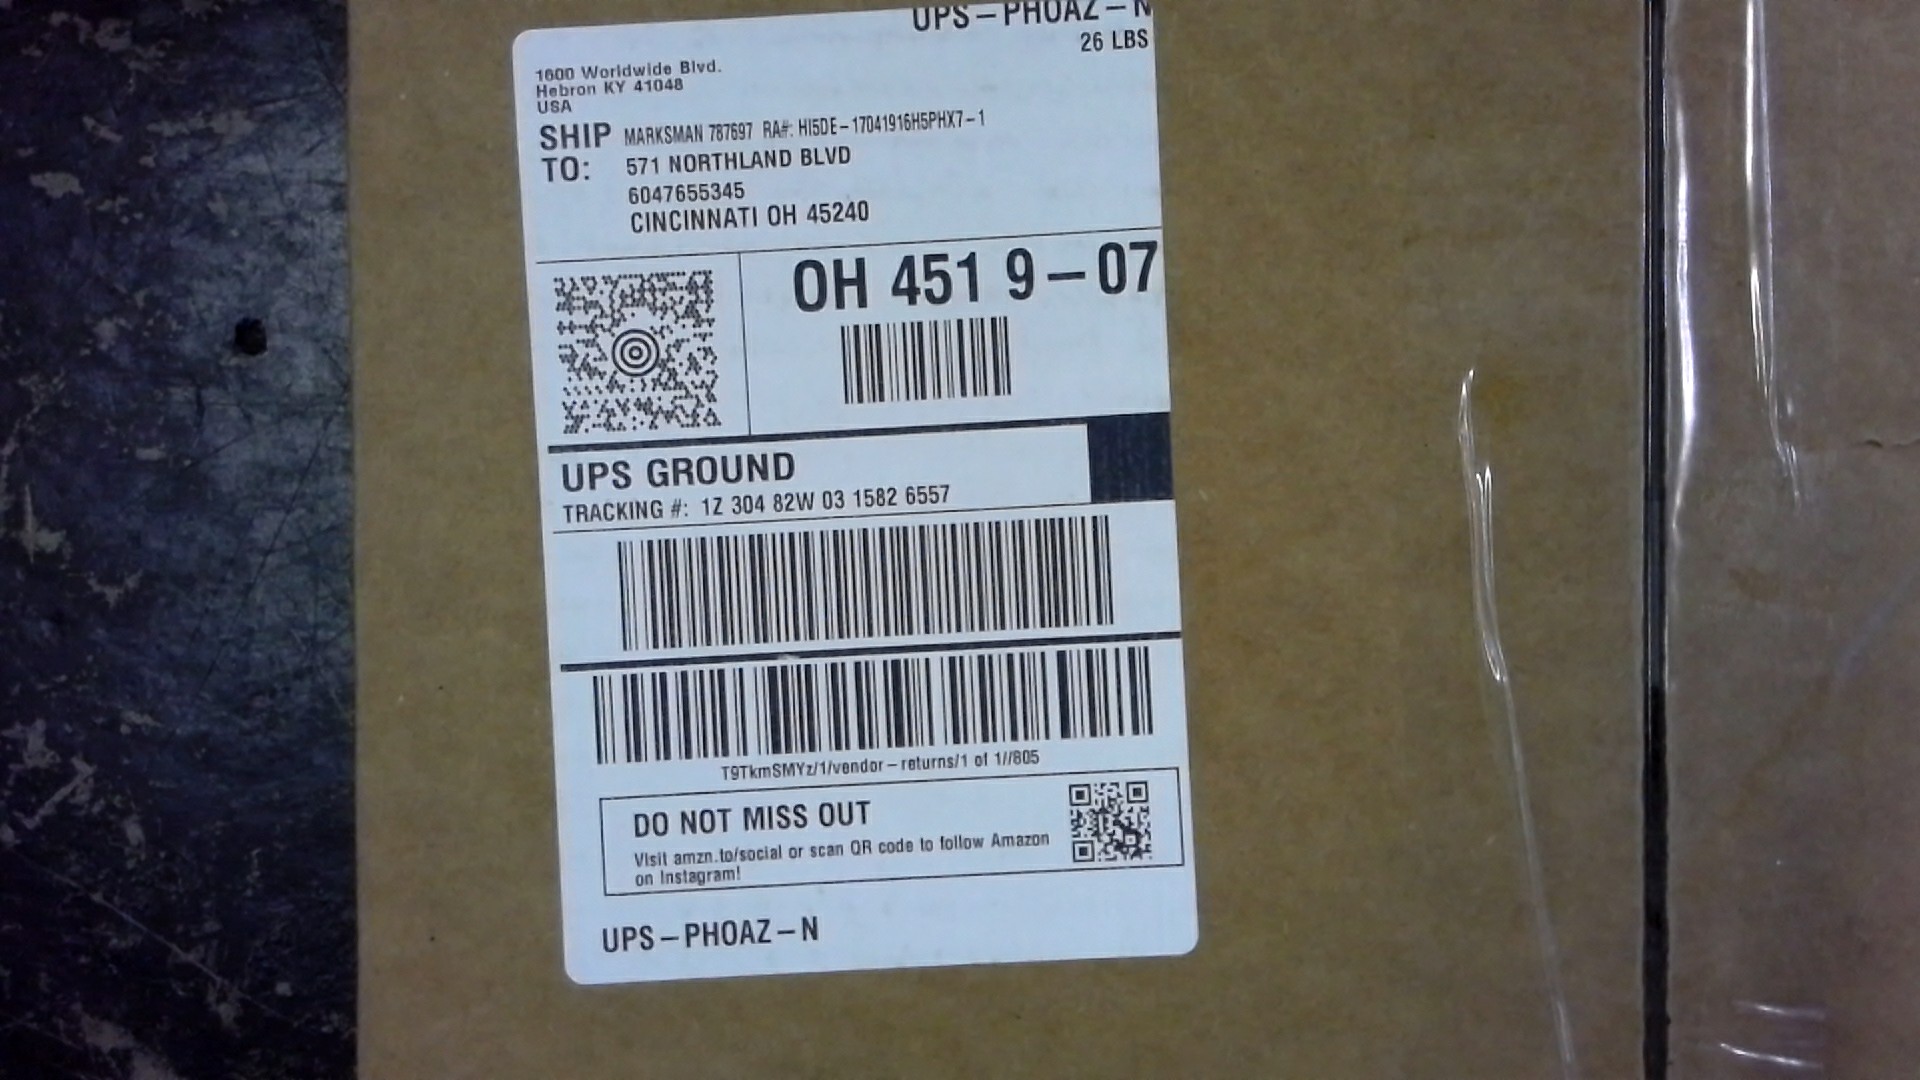 UPS-PHOAZ-N
26 LBS
1600 Worldwide Blvd.
Hebron KY 41048
USA
SHIP TO:
MARKSMAN 787697 RA#: HI5DE-17041916H5PHX7-1
571 NORTHLAND BLVD
6047655345
CINCINNATI OH 45240
OH 451 9-07
UPS GROUND
TRACKING #: 1Z 304 82W 03 1582 6557
T9TkmSMYz/1/vendor-returns/1 of 1//805
DO NOT MISS OUT
Visit amzn.to/social or scan QR code to follow Amazon
on Instagram!
UPS-PHOAZ-N